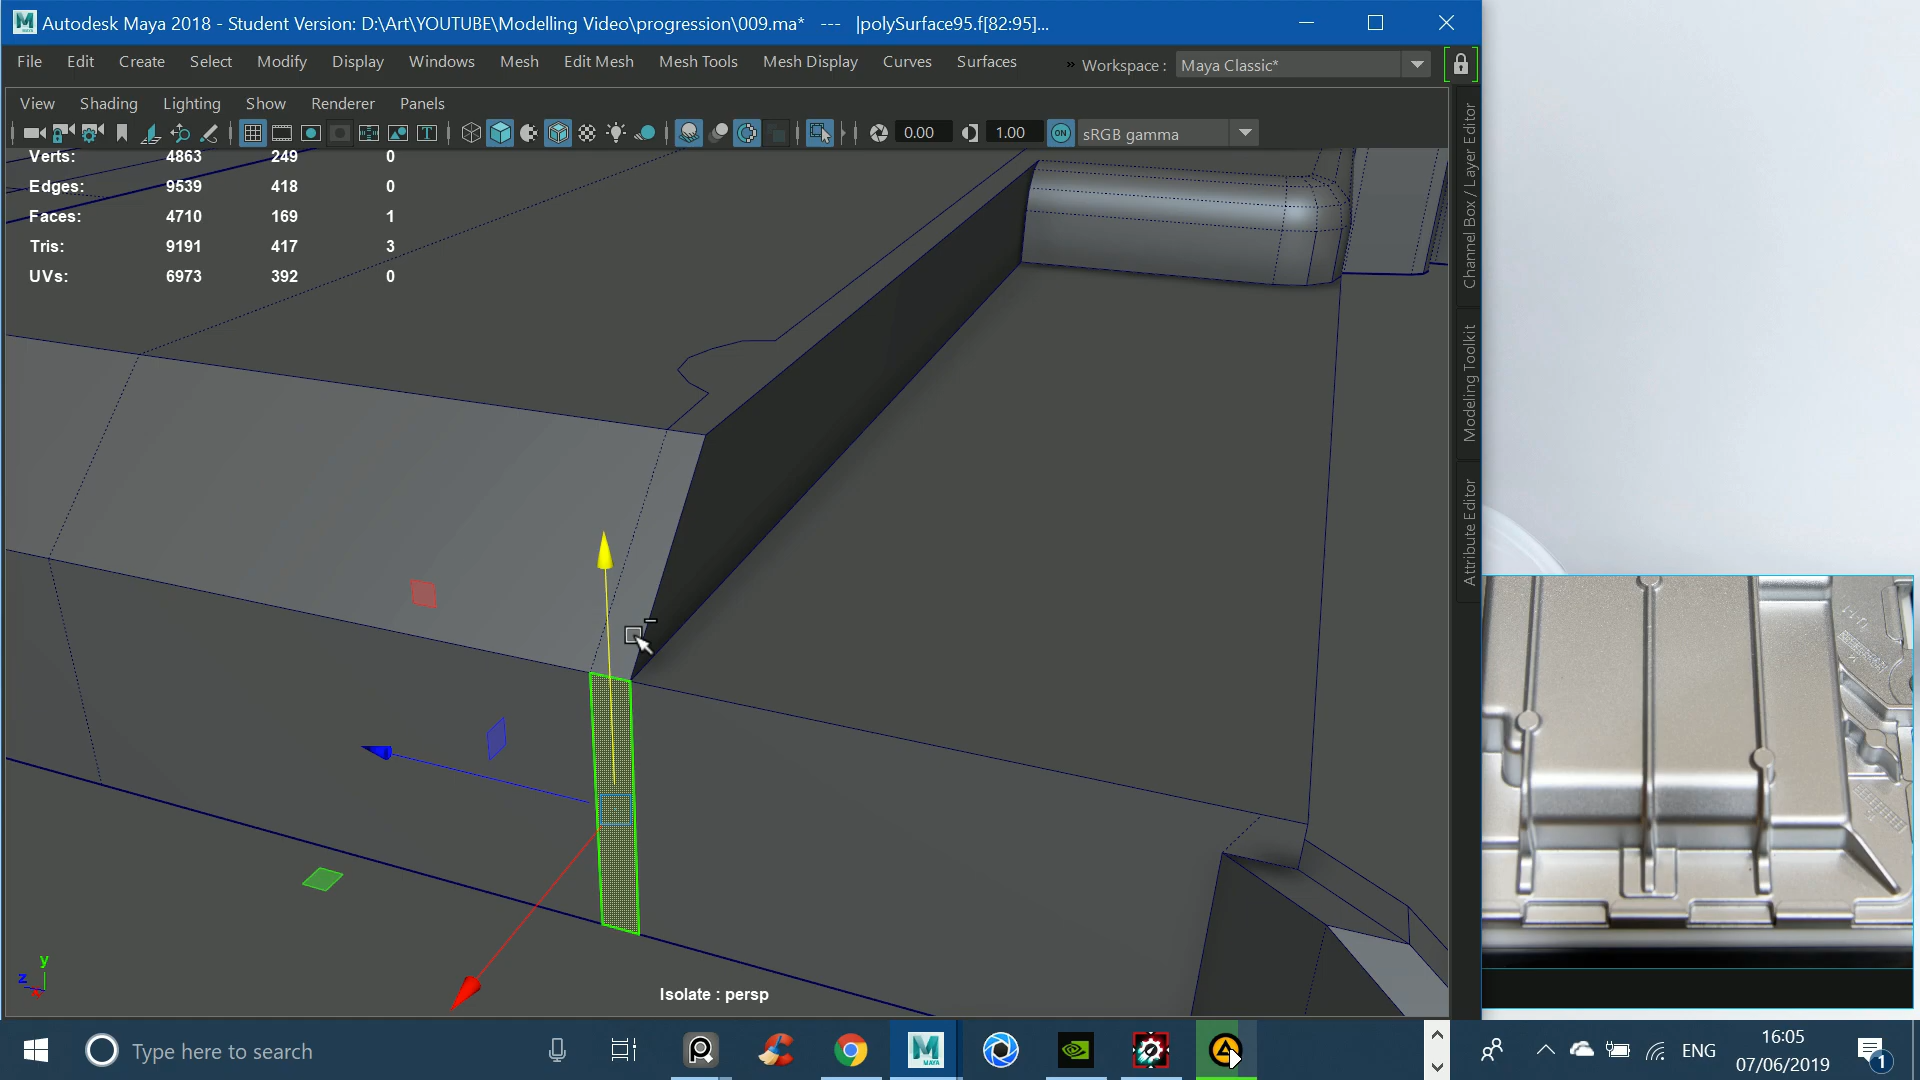 Autodesk Maya 2018 - Student Version: D:\Art\YOUTUBE\Modelling Video\progression\009.ma*   ---   |polySurface95.f[82:95]...
File Edit Create Select Modify Display Windows Mesh Edit Mesh Mesh Tools Mesh Display Curves Surfaces » Workspace : Maya Classic*
View Shading Lighting Show Renderer Panels
0.00 1.00 ON sRGB gamma
Verts: 4863 249 0
Edges: 9539 418 0
Faces: 4710 169 1
Tris: 9191 417 3
UVs: 6973 392 0
Channel Box / Layer Editor
Modeling Toolkit
Attribute Editor
y
z
x
Isolate : persp
Type here to search
MAYA
ENG
16:05
07/06/2019
1